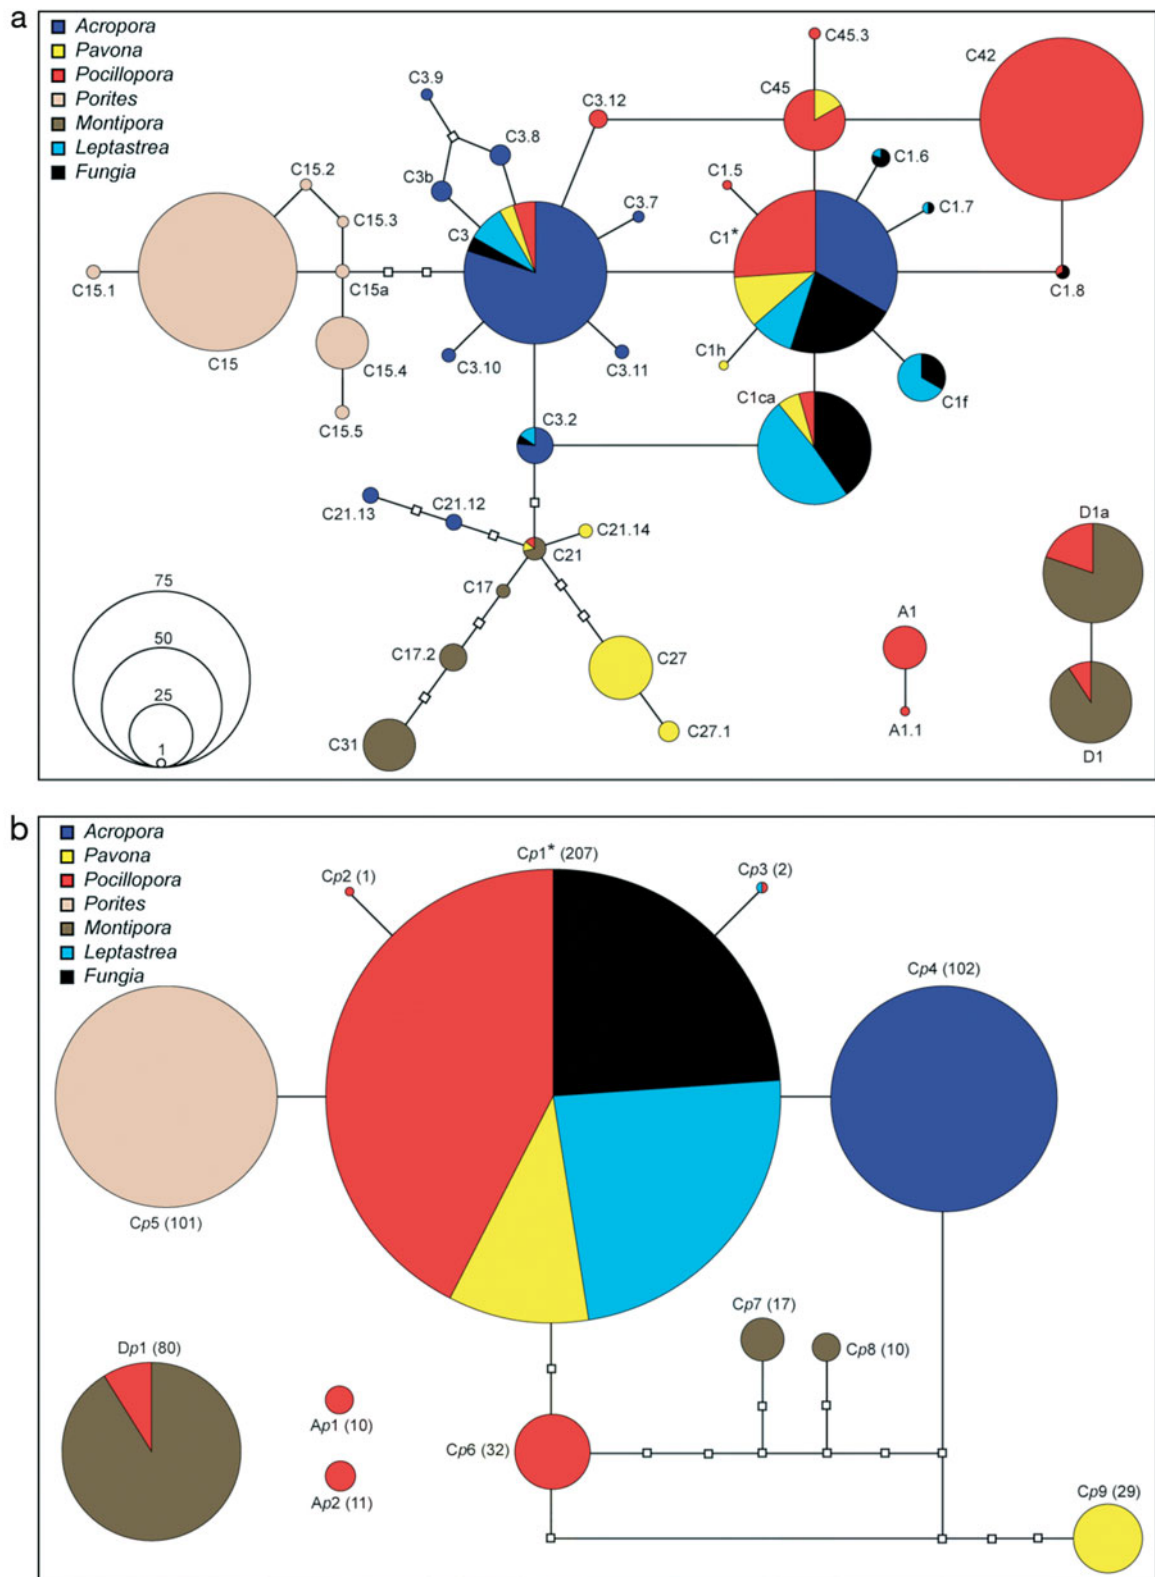 a
Acropora
Pavona
Pocillopora
Porites
Montipora
Leptastrea
Fungia
C45.3
C42
C3.9
C45
C3.12
C3.8
C1.6
C1.5
C15.2
C3b
C1.7
C3.7
C15.3
C3
C1*
C15.1
C15a
C1.8
C1h
C3.10
C3.11
C15
C15.4
C1f
C1ca
C15.5
C3.2
C21.13
C21.12
D1a
C21.14
C21
75
C17
A1
50
C17.2
C27
25
A1.1
C27.1
1
C31
D1
b
Acropora
Pavona
Pocillopora
Porites
Montipora
Leptastrea
Fungia
Cp1* (207)
Cp2 (1)
Cp3 (2)
Cp4 (102)
Cp5 (101)
Dp1 (80)
Cp7 (17)
Cp8 (10)
Ap1 (10)
Cp6 (32)
Ap2 (11)
Cp9 (29)